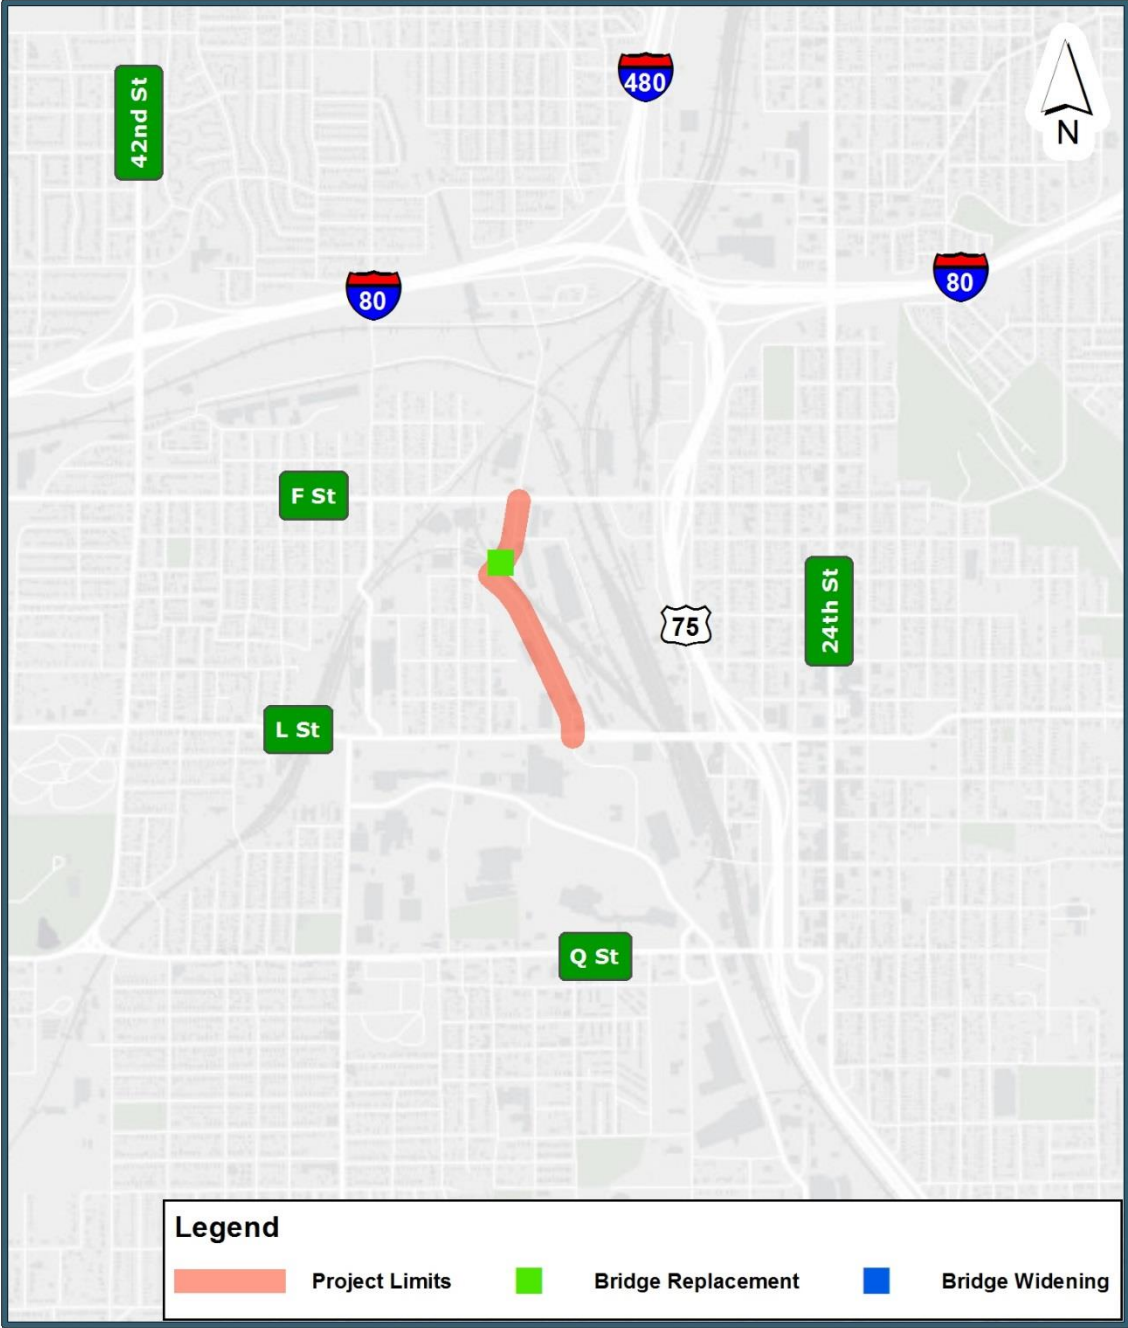 480
42nd St
N
80
80
F St
24th St
75
L St
Q St
Legend
Project Limits
Bridge Replacement
Bridge Widening